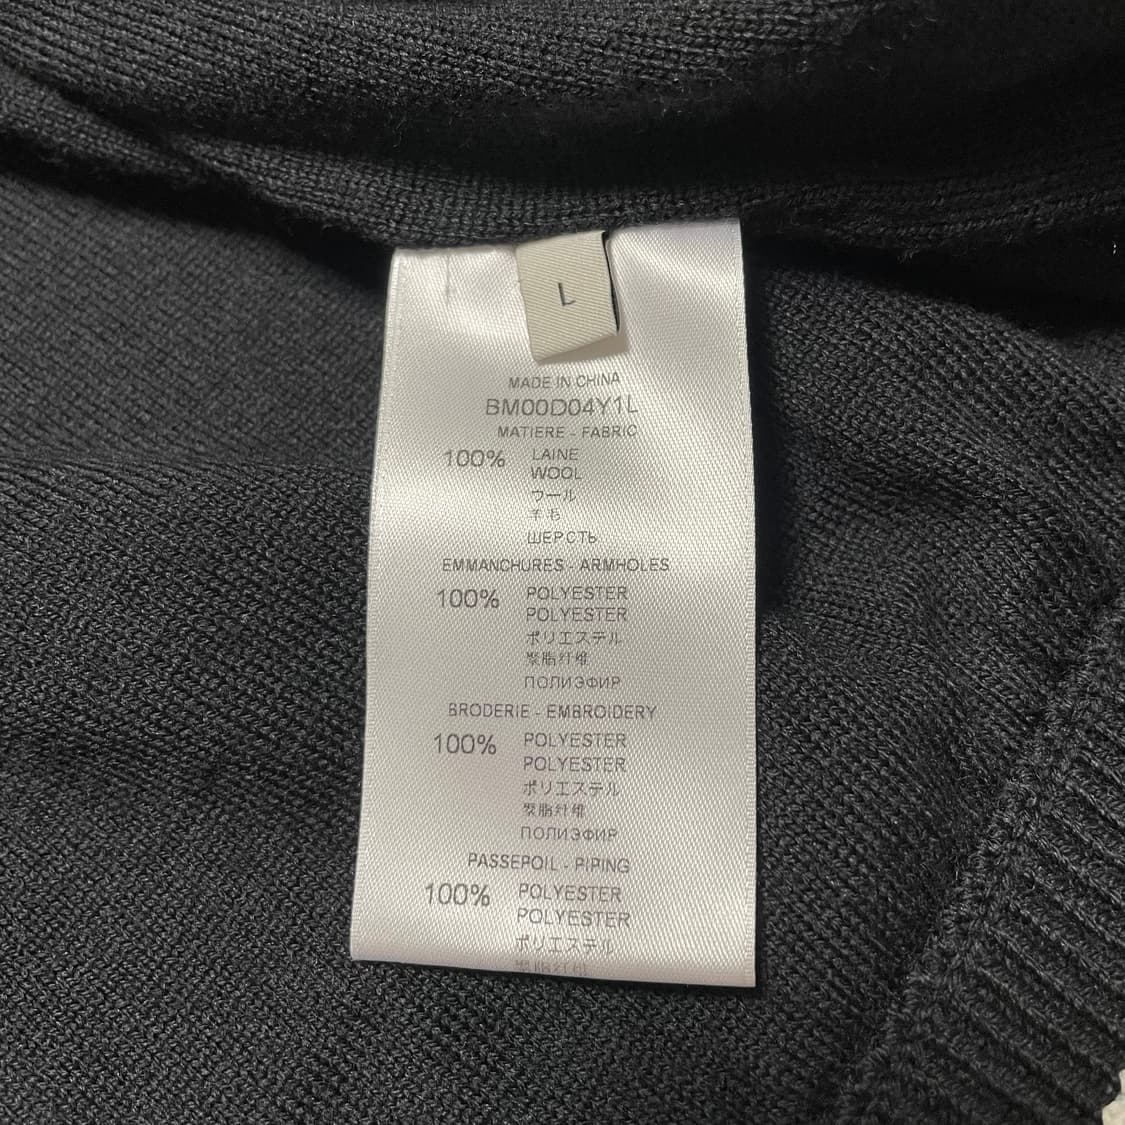 L
MADE IN CHINA
BM00D04Y1L
MATIERE - FABRIC
100% LAINE
WOOL
ウール
羊毛
ШЕРСТЬ
EMMANCHURES - ARMHOLES
100% POLYESTER
POLYESTER
ポリエステル
聚脂纤维
ПОЛИЭФИР
BRODERIE - EMBROIDERY
100% POLYESTER
POLYESTER
ポリエステル
聚脂纤维
ПОЛИЭФИР
PASSEPOIL - PIPING
100% POLYESTER
POLYESTER
ポリエステル